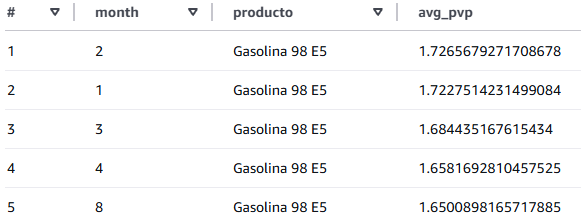 # month producto avg_pvp
1 2 Gasolina 98 E5 1.7265679271708678
2 1 Gasolina 98 E5 1.7227514231499084
3 3 Gasolina 98 E5 1.684435167615434
4 4 Gasolina 98 E5 1.6581692810457525
5 8 Gasolina 98 E5 1.6500898165717885